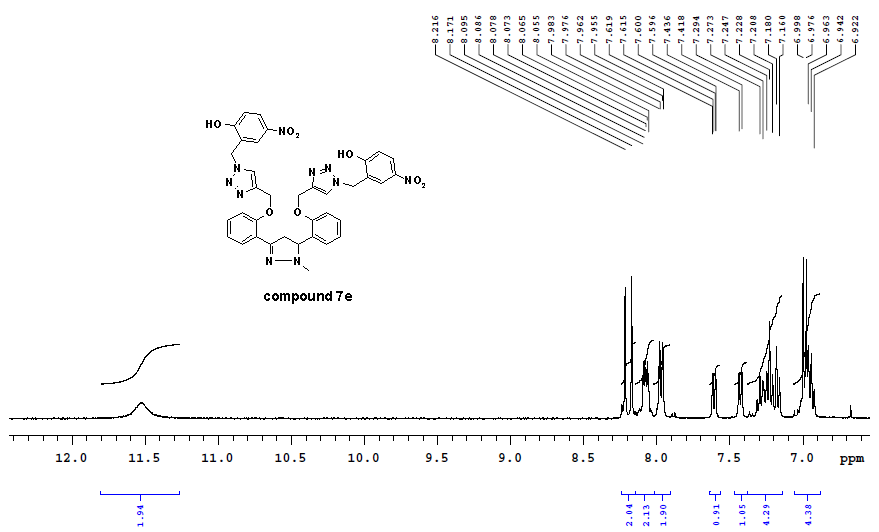 8.216 8.171 8.095 8.086 8.078 8.073 8.065 8.055 7.983 7.976 7.962 7.955 7.619 7.615 7.600 7.596 7.436 7.418 7.294 7.273 7.247 7.228 7.208 7.180 7.160 6.998 6.976 6.963 6.942 6.922
HO
NO2
HO
N N
N N N
N NO2
O O
N N
compound 7e
12.0 11.5 11.0 10.5 10.0 9.5 9.0 8.5 8.0 7.5 7.0 ppm
1.94 2.04 2.13 1.90 0.91 1.05 4.29 4.38